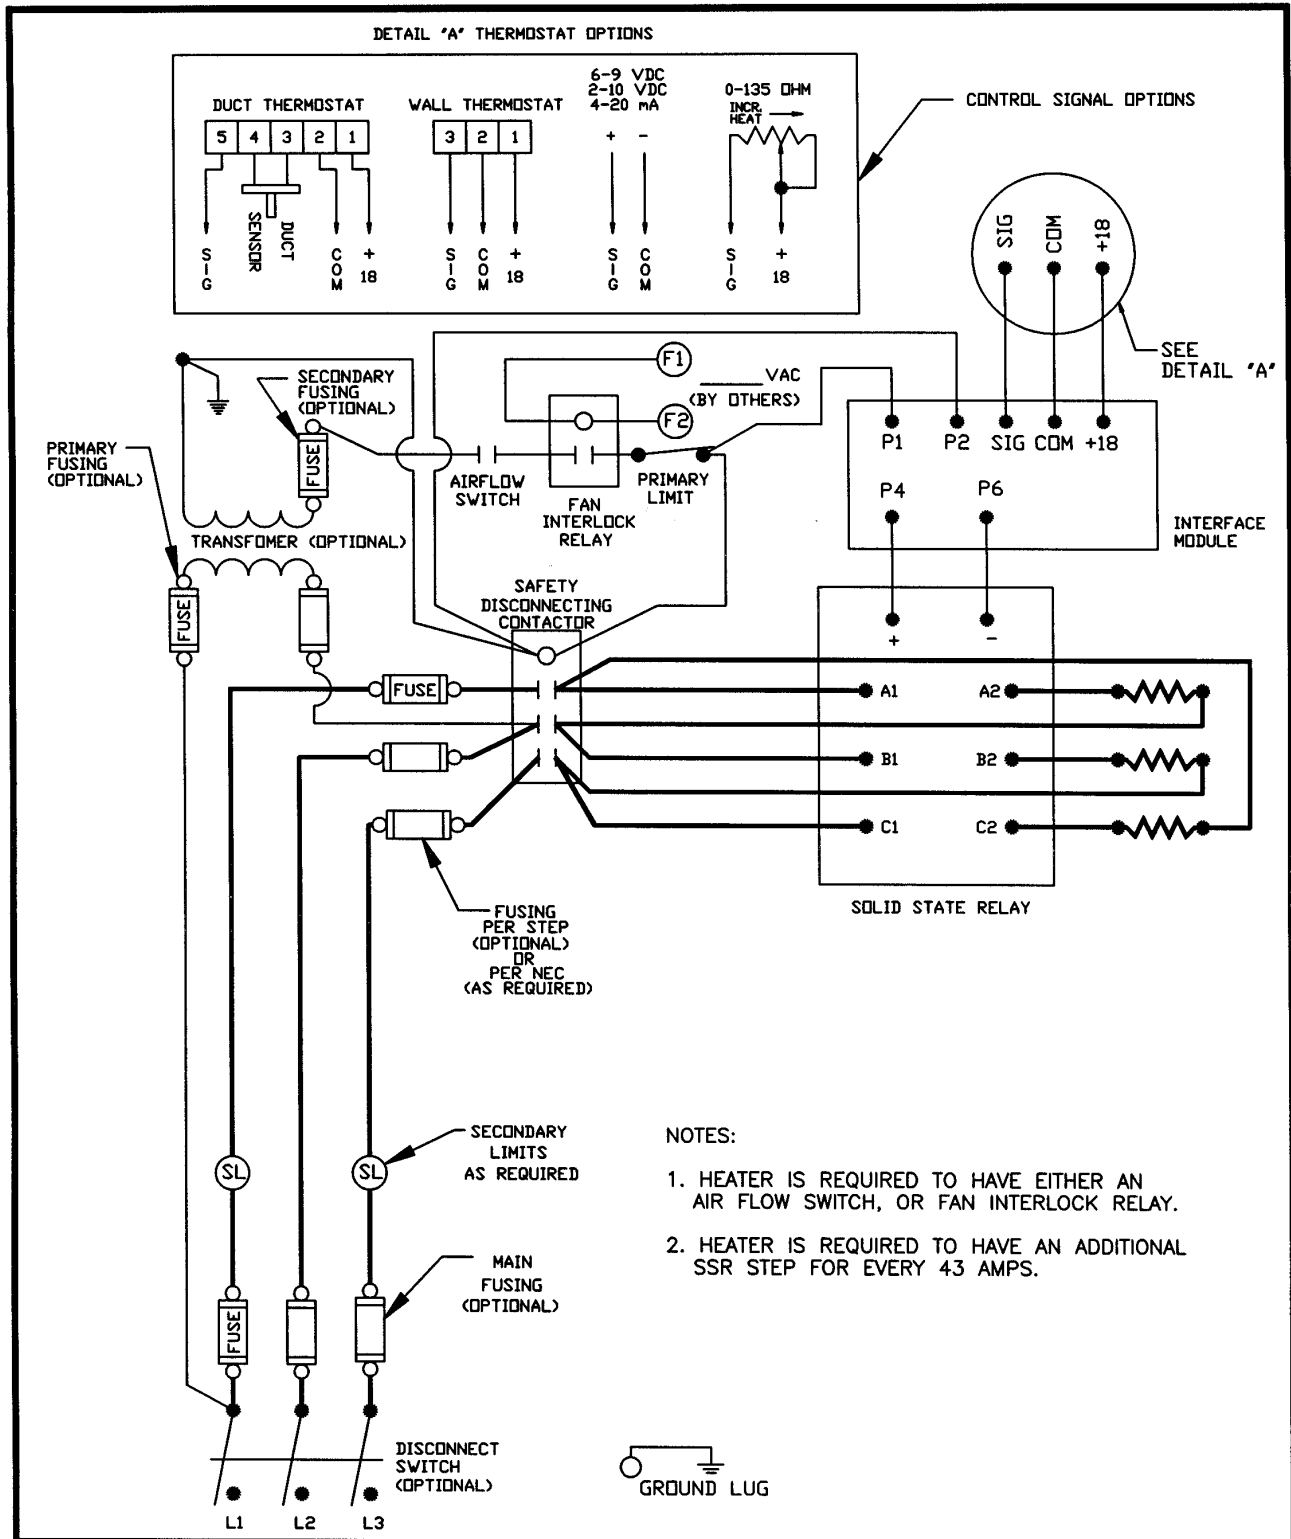 DETAIL "A" THERMOSTAT OPTIONS
DUCT THERMOSTAT
5 4 3 2 1
SIG
DUCT
SENSOR
COM
+
18
WALL THERMOSTAT
3 2 1
SIG
COM
+
18
6-9 VDC
2-10 VDC
4-20 mA
+ -
SIG
COM
0-135 OHM
INCR.
HEAT
SIG
+
18
CONTROL SIGNAL OPTIONS
SIG
COM
+18
SEE
DETAIL "A"
P1 P2 SIG COM +18
P4 P6
INTERFACE
MODULE
F1
F2
VAC
(BY OTHERS)
SECONDARY
FUSING
(OPTIONAL)
FUSE
PRIMARY
FUSING
(OPTIONAL)
TRANSFOMER (OPTIONAL)
FUSE
AIRFLOW
SWITCH
FAN
INTERLOCK
RELAY
PRIMARY
LIMIT
SAFETY
DISCONNECTING
CONTACTOR
FUSE
+ -
A1 A2
B1 B2
C1 C2
SOLID STATE RELAY
FUSING
PER STEP
(OPTIONAL)
OR
PER NEC
(AS REQUIRED)
SL
SL
SECONDARY
LIMITS
AS REQUIRED
FUSE
MAIN
FUSING
(OPTIONAL)
DISCONNECT
SWITCH
(OPTIONAL)
L1 L2 L3
GROUND LUG
NOTES:
1. HEATER IS REQUIRED TO HAVE EITHER AN
AIR FLOW SWITCH, OR FAN INTERLOCK RELAY.
2. HEATER IS REQUIRED TO HAVE AN ADDITIONAL
SSR STEP FOR EVERY 43 AMPS.